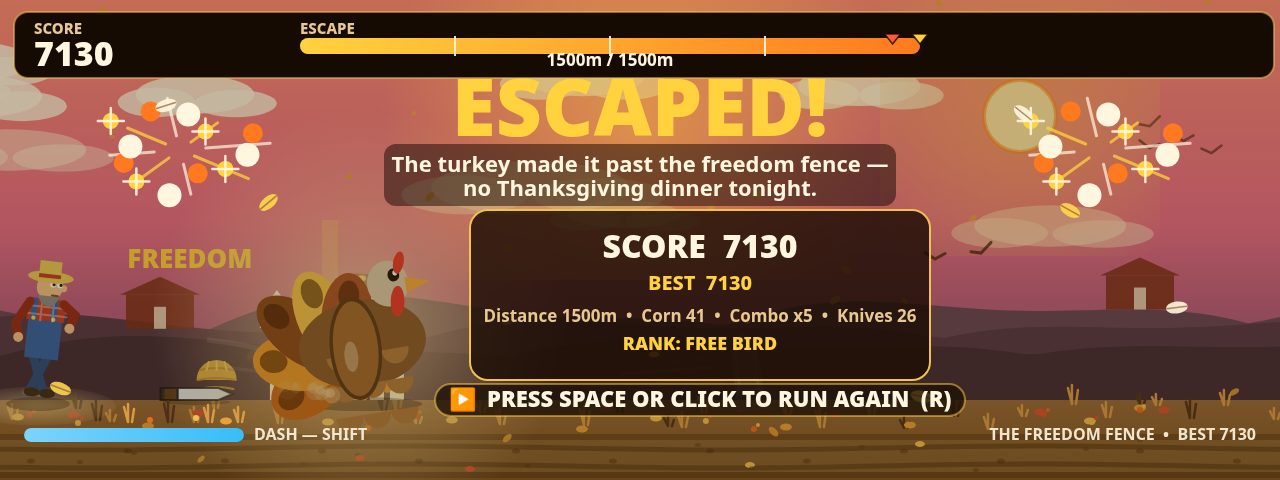 SCORE
7130
ESCAPE
1500m / 1500m
ESCAPED!
The turkey made it past the freedom fence —
no Thanksgiving dinner tonight.
FREEDOM
SCORE 7130
BEST 7130
Distance 1500m • Corn 41 • Combo x5 • Knives 26
RANK: FREE BIRD
PRESS SPACE OR CLICK TO RUN AGAIN (R)
DASH — SHIFT
THE FREEDOM FENCE • BEST 7130